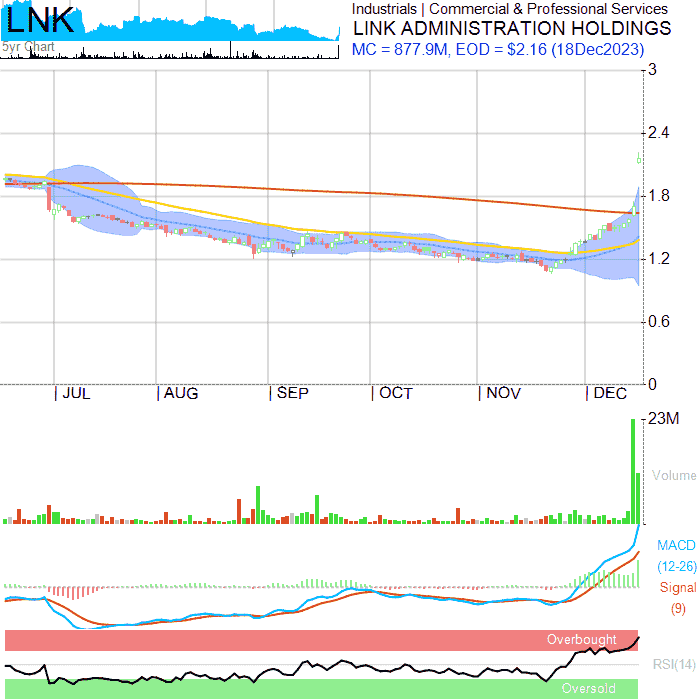 LNK
5yr Chart
Industrials | Commercial & Professional Services
LINK ADMINISTRATION HOLDINGS
MC = 877.9M, EOD = $2.16 (18Dec2023)
3
2.4
1.8
1.2
0.6
0
JUL
AUG
SEP
OCT
NOV
DEC
23M
Volume
MACD
(12-26)
Signal
(9)
Overbought
RSI(14)
Oversold